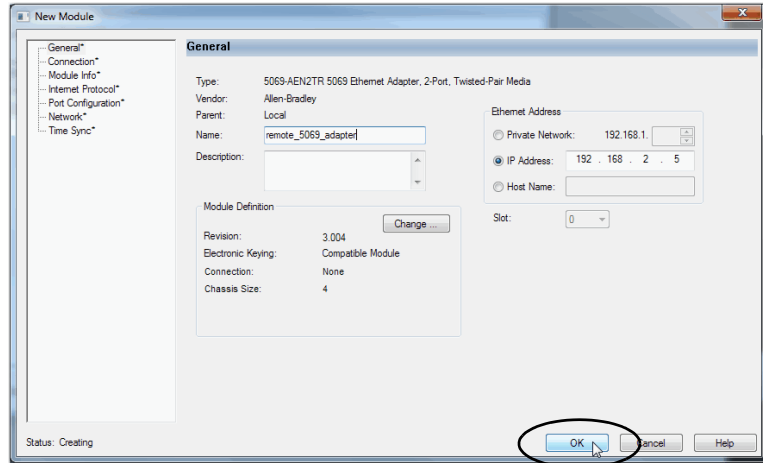 New Module
General*
Connection*
Module Info*
Internet Protocol*
Port Configuration*
Network*
Time Sync*
General
Type: 5069-AEN2TR 5069 Ethernet Adapter, 2-Port, Twisted-Pair Media
Vendor: Allen-Bradley
Parent: Local
Name: remote_5069_adapter
Description:
Ethernet Address
Private Network: 192.168.1.
IP Address: 192 . 168 . 2 . 5
Host Name:
Slot: 0
Module Definition
Change ...
Revision: 3.004
Electronic Keying: Compatible Module
Connection: None
Chassis Size: 4
Status: Creating
OK Cancel Help